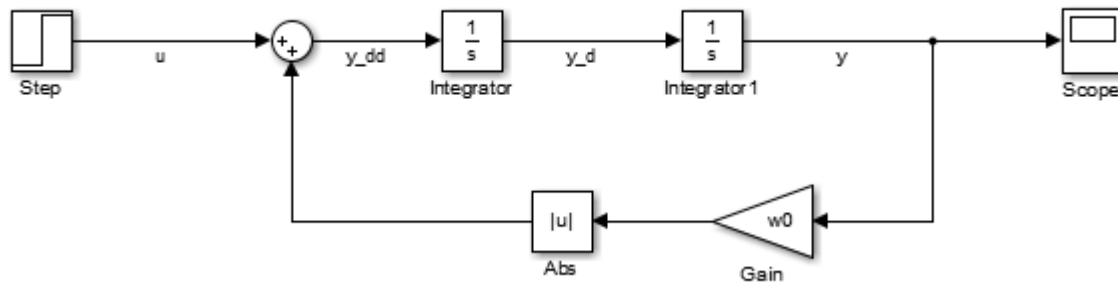 +
+
1
s
1
s
u
y_dd
y_d
y
Step
Integrator
Integrator1
Scope
|u|
w0
Abs
Gain